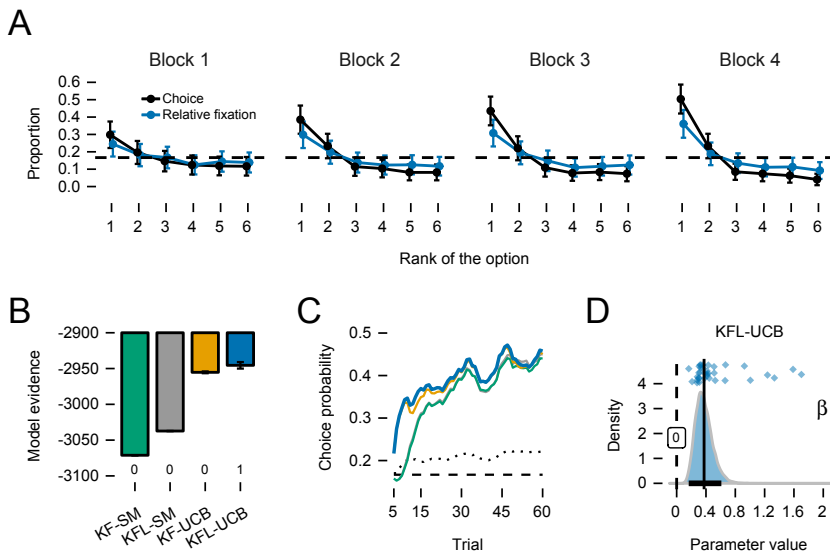 A
Block 1
Block 2
Block 3
Block 4
Proportion
0.6
0.5
0.4
0.3
0.2
0.1
0.0
Choice
Relative fixation
1 2 3 4 5 6
1 2 3 4 5 6
1 2 3 4 5 6
1 2 3 4 5 6
Rank of the option
B
Model evidence
-2900
-2950
-3000
-3050
-3100
0 0 0 1
KF-SM
KFL-SM
KF-UCB
KFL-UCB
C
Choice probability
0.5
0.4
0.3
0.2
5 15 30 45 60
Trial
D
KFL-UCB
Density
4
3
2
1
0
0
β
0 0.4 0.8 1.2 1.6 2
Parameter value